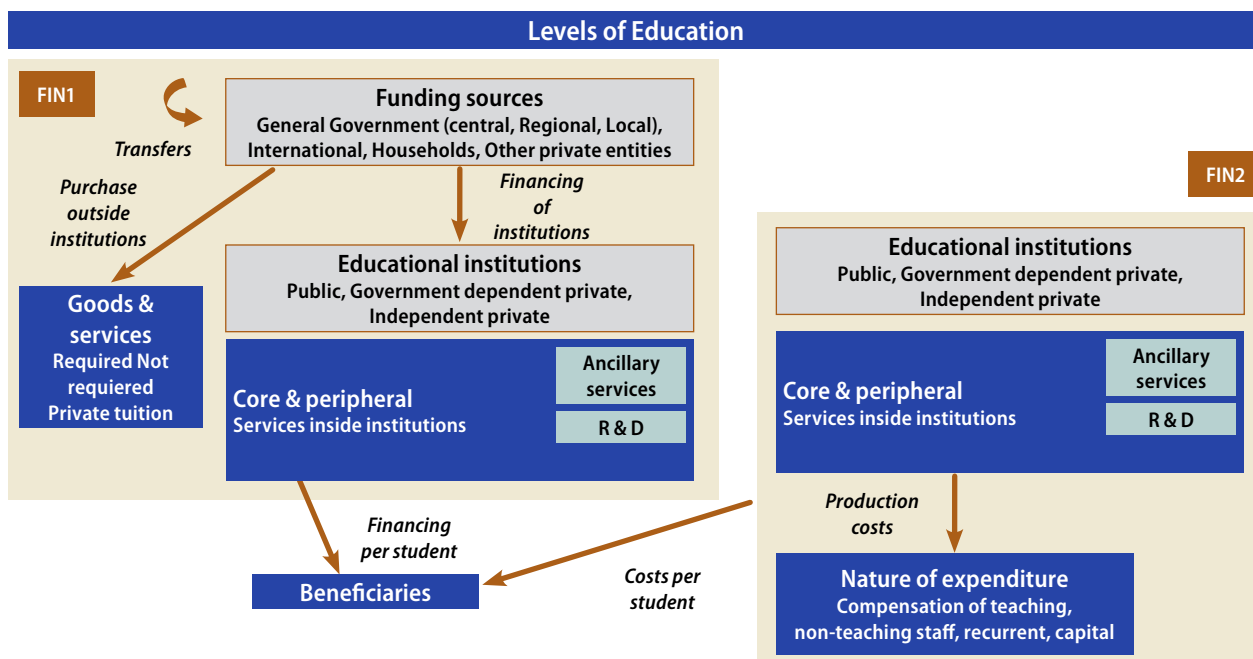 Levels of Education
FIN1
Transfers
Funding sources
General Government (central, Regional, Local),
International, Households, Other private entities
Purchase
outside
institutions
Financing
of
institutions
Goods &
services
Required Not
requiered
Private tuition
Educational institutions
Public, Government dependent private,
Independent private
Core & peripheral
Services inside institutions
Ancillary
services
R & D
Financing
per student
Beneficiaries
Costs per
student
FIN2
Educational institutions
Public, Government dependent private,
Independent private
Core & peripheral
Services inside institutions
Ancillary
services
R & D
Production
costs
Nature of expenditure
Compensation of teaching,
non-teaching staff, recurrent, capital